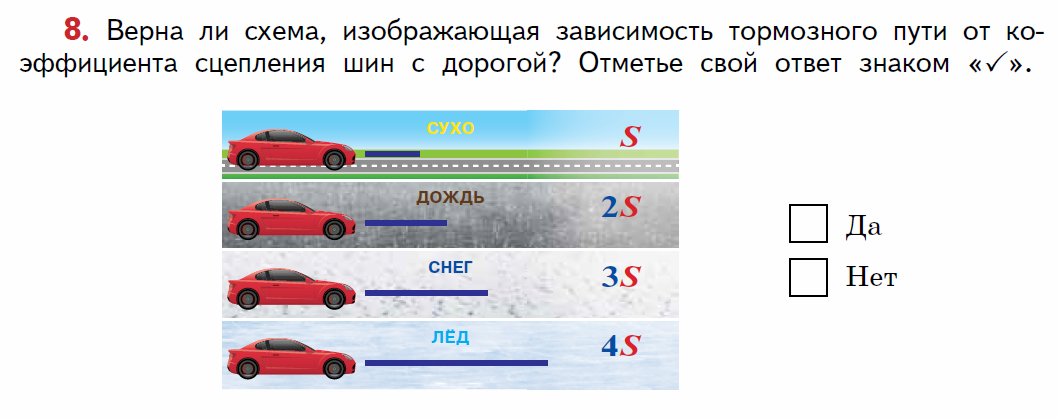 8. Верна ли схема, изображающая зависимость тормозного пути от ко-
эффициента сцепления шин с дорогой? Отметье свой ответ знаком «✓».
СУХО S
ДОЖДЬ 2S
СНЕГ 3S
ЛЁД 4S
Да
Нет